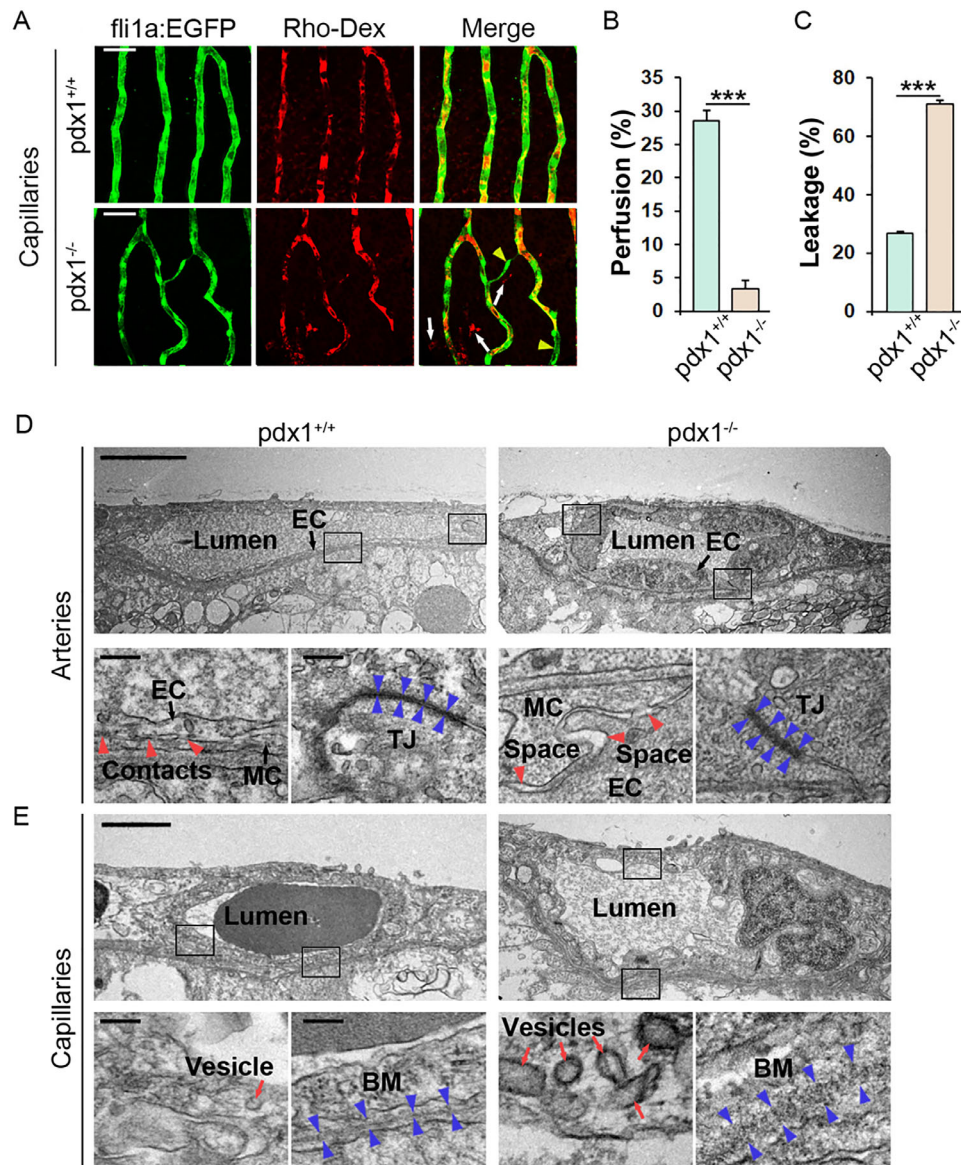 A
fli1a:EGFP Rho-Dex Merge
Capillaries
pdx1+/+
pdx1-/-
B
Perfusion (%)
35
30
25
20
15
10
5
0
***
pdx1+/+
pdx1-/-
C
Leakage (%)
80
60
40
20
0
***
pdx1+/+
pdx1-/-
D
pdx1+/+ pdx1-/-
Arteries
EC
Lumen
Lumen
EC
EC
Contacts
MC
TJ
MC
Space
Space
EC
TJ
E
Capillaries
Lumen
Lumen
Vesicle
BM
Vesicles
BM